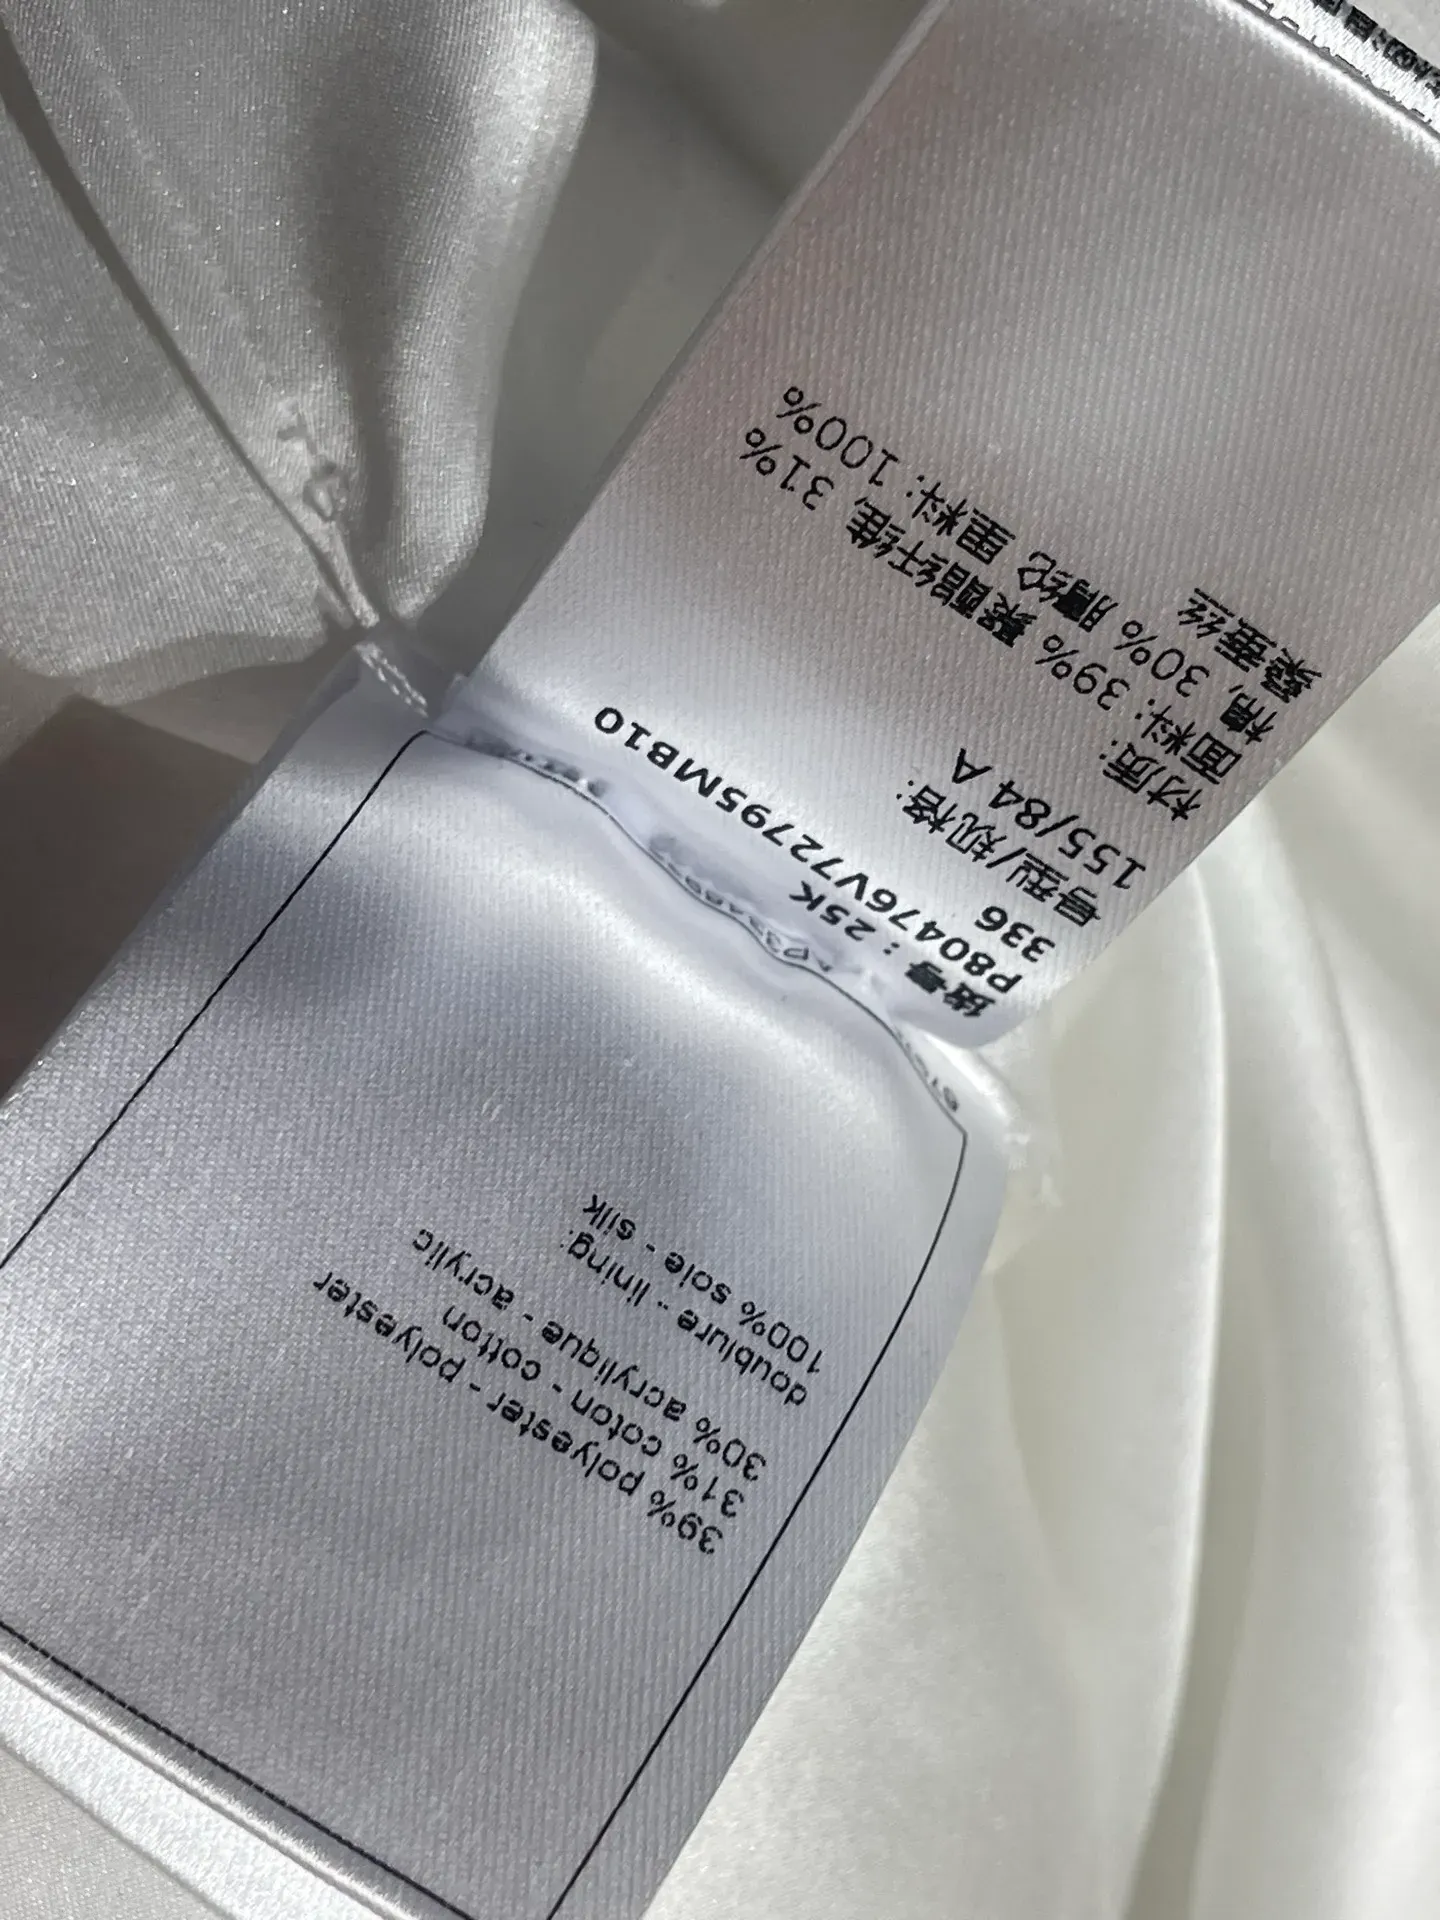 货号: 25K
P80476V72795MB10
336
号型/规格:
155/84 A
材质:
面料: 39% 聚酯纤维, 31%
棉, 30% 腈纶 里料: 100%
桑蚕丝
39% polyester - polyester
31% coton - cotton
30% acrylique - acrylic
doublure - lining:
100% soie - silk